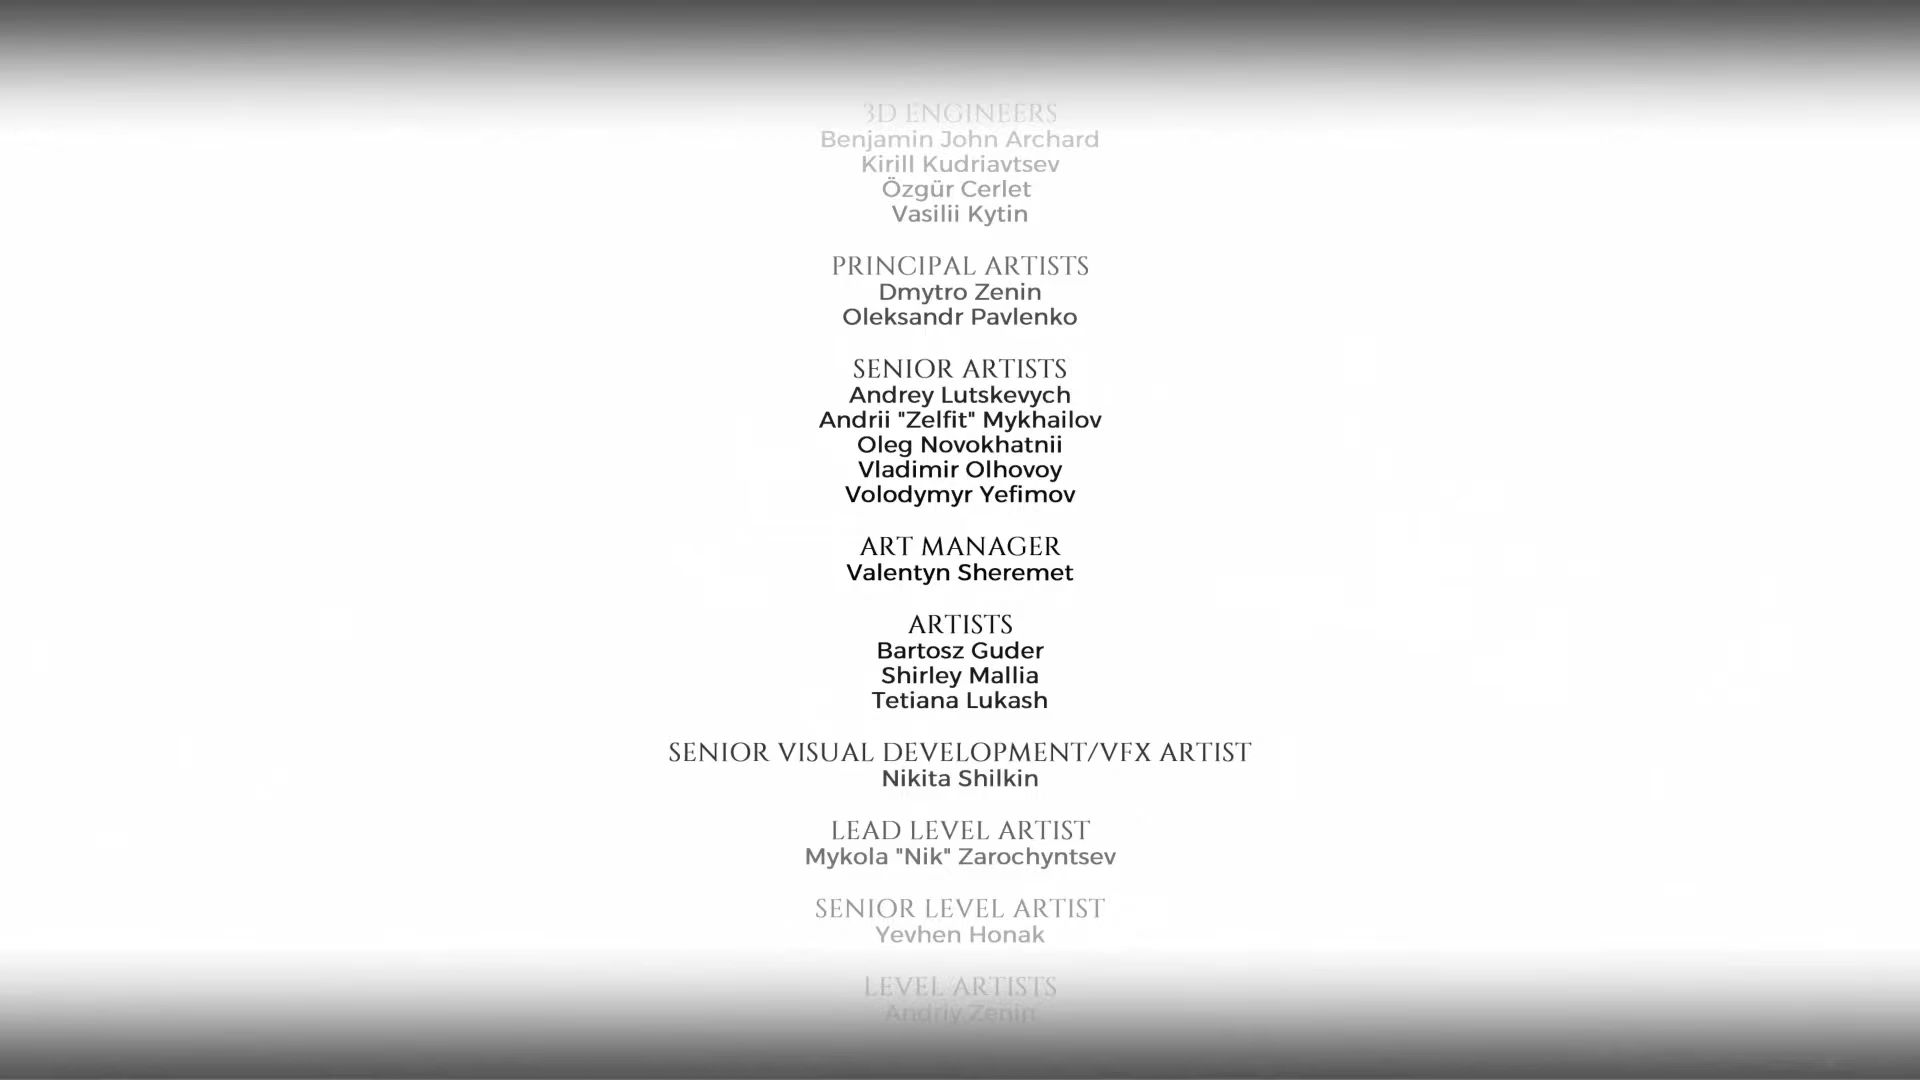 3D ENGINEERS
Benjamin John Archard
Kirill Kudriavtsev
Özgür Cerlet
Vasilii Kytin
PRINCIPAL ARTISTS
Dmytro Zenin
Oleksandr Pavlenko
SENIOR ARTISTS
Andrey Lutskevych
Andrii "Zelfit" Mykhailov
Oleg Novokhatnii
Vladimir Olhovoy
Volodymyr Yefimov
ART MANAGER
Valentyn Sheremet
ARTISTS
Bartosz Guder
Shirley Mallia
Tetiana Lukash
SENIOR VISUAL DEVELOPMENT/VFX ARTIST
Nikita Shilkin
LEAD LEVEL ARTIST
Mykola "Nik" Zarochyntsev
SENIOR LEVEL ARTIST
Yevhen Honak
LEVEL ARTISTS
Andriy Zenin